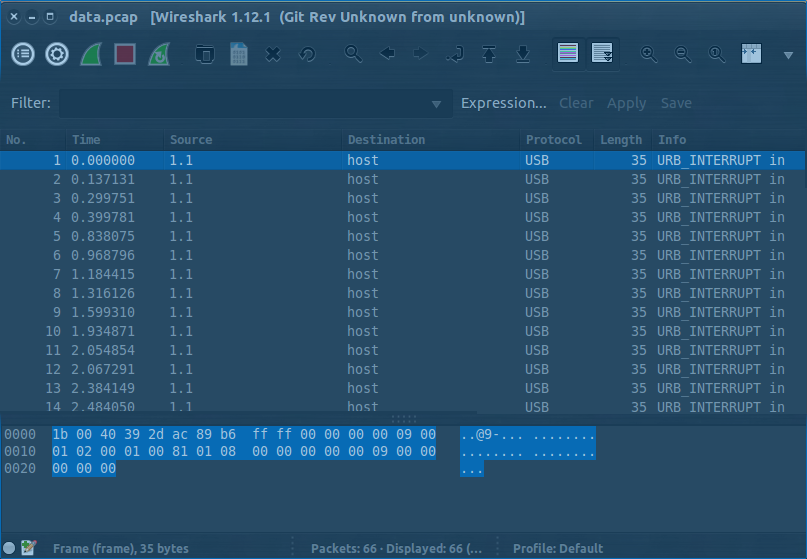 data.pcap [Wireshark 1.12.1 (Git Rev Unknown from unknown)]
Filter: Expression... Clear Apply Save
No. Time Source Destination Protocol Length Info
1 0.000000 1.1 host USB 35 URB_INTERRUPT in
2 0.137131 1.1 host USB 35 URB_INTERRUPT in
3 0.299751 1.1 host USB 35 URB_INTERRUPT in
4 0.399781 1.1 host USB 35 URB_INTERRUPT in
5 0.838075 1.1 host USB 35 URB_INTERRUPT in
6 0.968796 1.1 host USB 35 URB_INTERRUPT in
7 1.184415 1.1 host USB 35 URB_INTERRUPT in
8 1.316126 1.1 host USB 35 URB_INTERRUPT in
9 1.599310 1.1 host USB 35 URB_INTERRUPT in
10 1.934871 1.1 host USB 35 URB_INTERRUPT in
11 2.054854 1.1 host USB 35 URB_INTERRUPT in
12 2.067291 1.1 host USB 35 URB_INTERRUPT in
13 2.384149 1.1 host USB 35 URB_INTERRUPT in
14 2.484050 1.1 host USB 35 URB_INTERRUPT in
0000 1b 00 40 39 2d ac 89 b6 ff ff 00 00 00 00 09 00 ..@9-... ........
0010 01 02 00 01 00 81 01 08 00 00 00 00 00 09 00 00 ........ ........
0020 00 00 00 ...
Frame (frame), 35 bytes Packets: 66 · Displayed: 66 (... Profile: Default